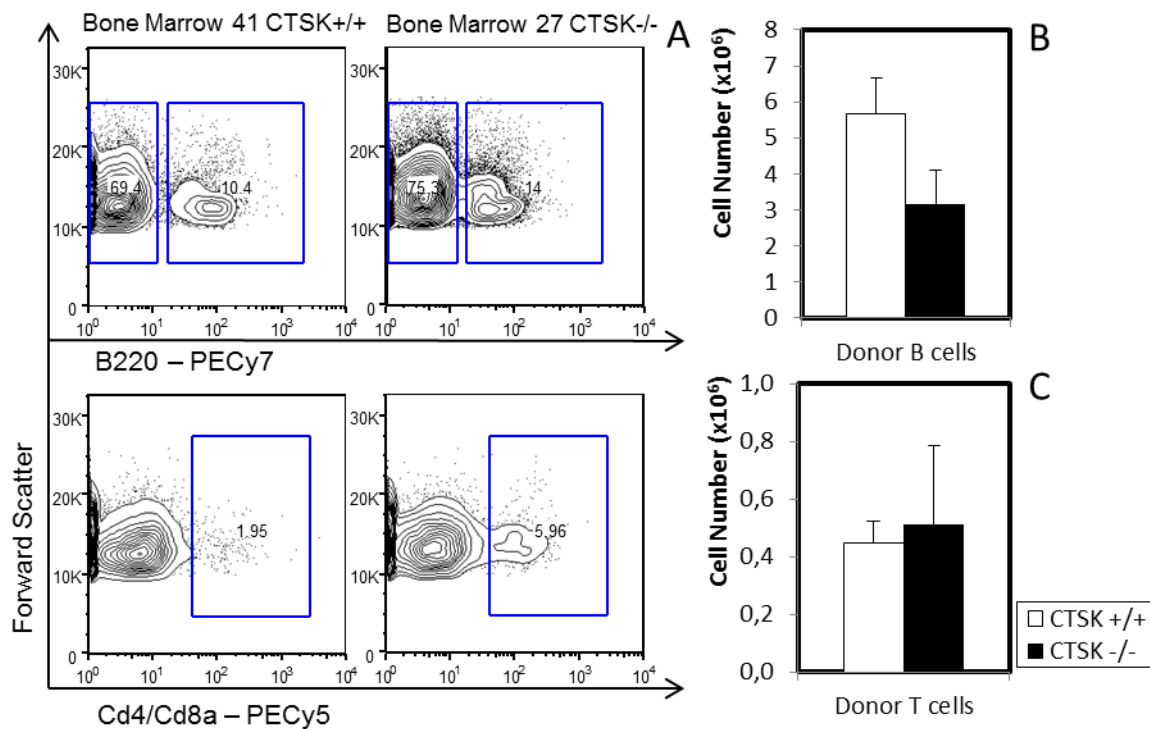 Bone Marrow 41 CTSK+/+
Bone Marrow 27 CTSK-/-
A
30K
20K
10K
0
69.4
10.4
10⁰ 10¹ 10² 10³ 10⁴
30K
20K
10K
0
75.3
14
10⁰ 10¹ 10² 10³ 10⁴
B220 – PECy7
30K
20K
10K
0
1.95
10⁰ 10¹ 10² 10³ 10⁴
30K
20K
10K
0
5.96
10⁰ 10¹ 10² 10³ 10⁴
Cd4/Cd8a – PECy5
Forward Scatter
B
Cell Number (x10⁶)
8
7
6
5
4
3
2
1
0
Donor B cells
C
Cell Number (x10⁶)
1,0
0,8
0,6
0,4
0,2
0,0
Donor T cells
CTSK +/+
CTSK -/-